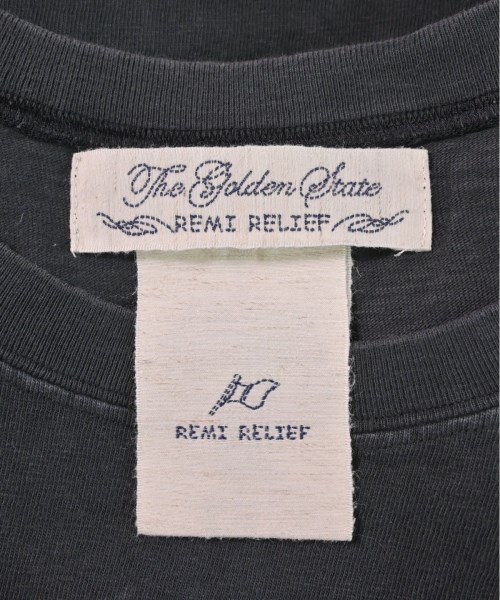 The Golden State
REMI RELIEF
REMI RELIEF